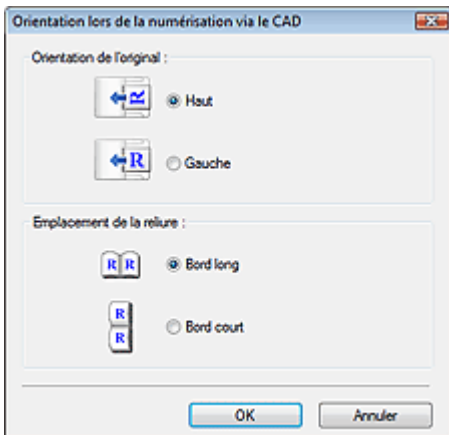 Orientation lors de la numérisation via le CAD
Orientation de l'original :
R
Haut
R
Gauche
Emplacement de la reliure :
R R
Bord long
R
R
Bord court
OK
Annuler